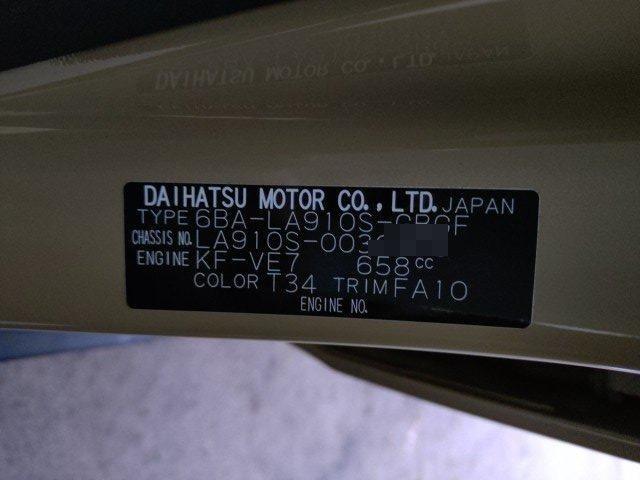 DAIHATSU MOTOR CO., LTD. JAPAN
TYPE 6BA-LA910S-
CHASSIS NO. LA910S-003
ENGINE KF-VE7 658cc
COLOR T34 TRIM FA10
ENGINE NO.